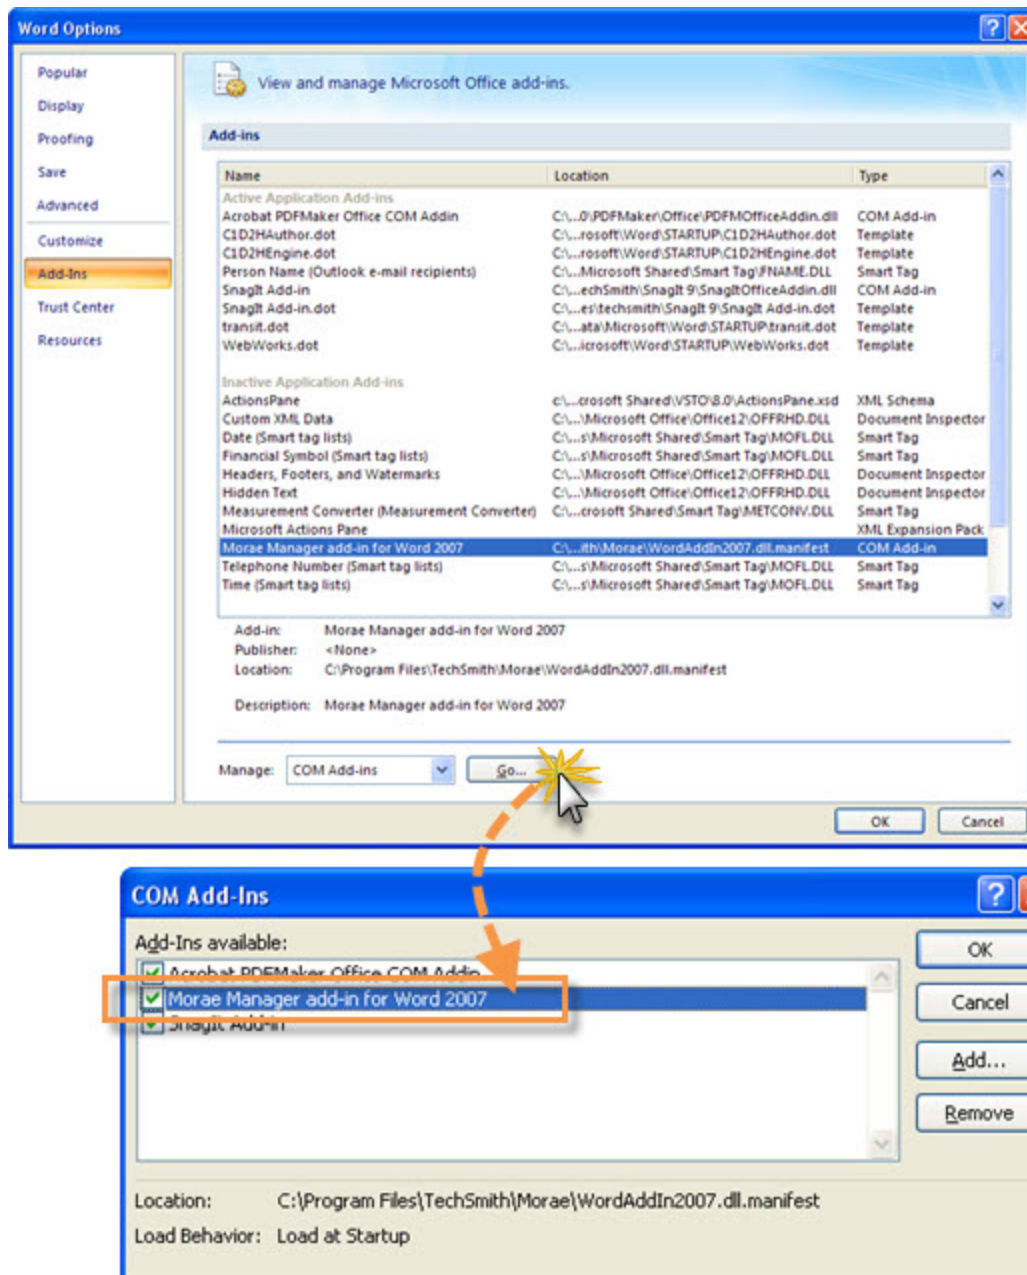 Word Options
Popular
Display
Proofing
Save
Advanced
Customize
Add-Ins
Trust Center
Resources
View and manage Microsoft Office add-ins.
Add-ins
Name Location Type
Active Application Add-ins
Acrobat PDFMaker Office COM Addin C:\...0\PDFMaker\Office\PDFMOfficeAddin.dll COM Add-in
C1D2HAuthor.dot C:\...rosoft\Word\STARTUP\C1D2HAuthor.dot Template
C1D2HEngine.dot C:\...rosoft\Word\STARTUP\C1D2HEngine.dot Template
Person Name (Outlook e-mail recipients) C:\...Microsoft Shared\Smart Tag\FNAME.DLL Smart Tag
SnagIt Add-in C:\...echSmith\SnagIt 9\SnagItOfficeAddin.dll COM Add-in
SnagIt Add-in.dot C:\...es\techsmith\SnagIt 9\SnagIt Add-in.dot Template
transit.dot C:\...ata\Microsoft\Word\STARTUP\transit.dot Template
WebWorks.dot C:\...icrosoft\Word\STARTUP\WebWorks.dot Template
Inactive Application Add-ins
ActionsPane c:\...crosoft Shared\VSTO\8.0\ActionsPane.xsd XML Schema
Custom XML Data C:\...\Microsoft Office\Office12\OFFRHD.DLL Document Inspector
Date (Smart tag lists) C:\...s\Microsoft Shared\Smart Tag\MOFL.DLL Smart Tag
Financial Symbol (Smart tag lists) C:\...s\Microsoft Shared\Smart Tag\MOFL.DLL Smart Tag
Headers, Footers, and Watermarks C:\...\Microsoft Office\Office12\OFFRHD.DLL Document Inspector
Hidden Text C:\...\Microsoft Office\Office12\OFFRHD.DLL Document Inspector
Measurement Converter (Measurement Converter) C:\...crosoft Shared\Smart Tag\METCONV.DLL Smart Tag
Microsoft Actions Pane XML Expansion Pack
Morae Manager add-in for Word 2007 C:\...ith\Morae\WordAddIn2007.dll.manifest COM Add-in
Telephone Number (Smart tag lists) C:\...s\Microsoft Shared\Smart Tag\MOFL.DLL Smart Tag
Time (Smart tag lists) C:\...s\Microsoft Shared\Smart Tag\MOFL.DLL Smart Tag
Add-in: Morae Manager add-in for Word 2007
Publisher: <None>
Location: C:\Program Files\TechSmith\Morae\WordAddIn2007.dll.manifest
Description: Morae Manager add-in for Word 2007
Manage: COM Add-ins Go...
OK Cancel
COM Add-Ins
Add-Ins available:
Acrobat PDFMaker Office COM Addin
Morae Manager add-in for Word 2007
SnagIt Add-in
OK
Cancel
Add...
Remove
Location: C:\Program Files\TechSmith\Morae\WordAddIn2007.dll.manifest
Load Behavior: Load at Startup